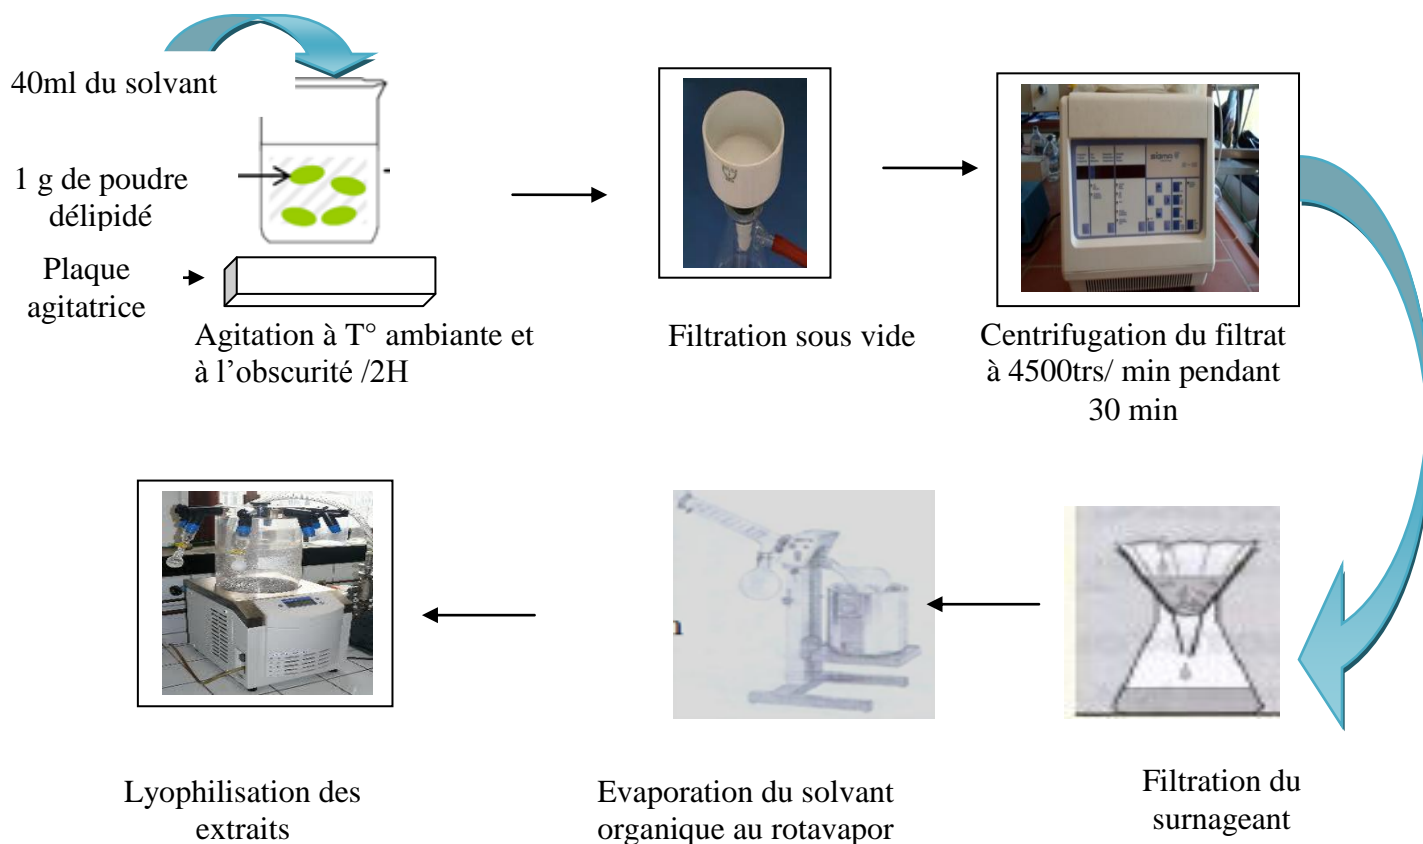 40ml du solvant
1 g de poudre
délipidé
Plaque
agitatrice
Agitation à T° ambiante et
à l’obscurité /2H
Filtration sous vide
sigma
Centrifugation du filtrat
à 4500trs/ min pendant
30 min
Filtration du
surnageant
n
Evaporation du solvant
organique au rotavapor
Lyophilisation des
extraits